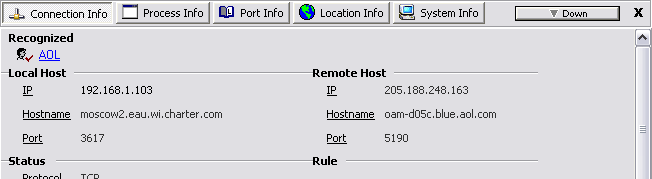 Connection Info Process Info Port Info Location Info System Info Down X
Recognized
AOL
Local Host Remote Host
IP 192.168.1.103 IP 205.188.248.163
Hostname moscow2.eau.wi.charter.com Hostname oam-d05c.blue.aol.com
Port 3617 Port 5190
Status Rule
Protocol TCP